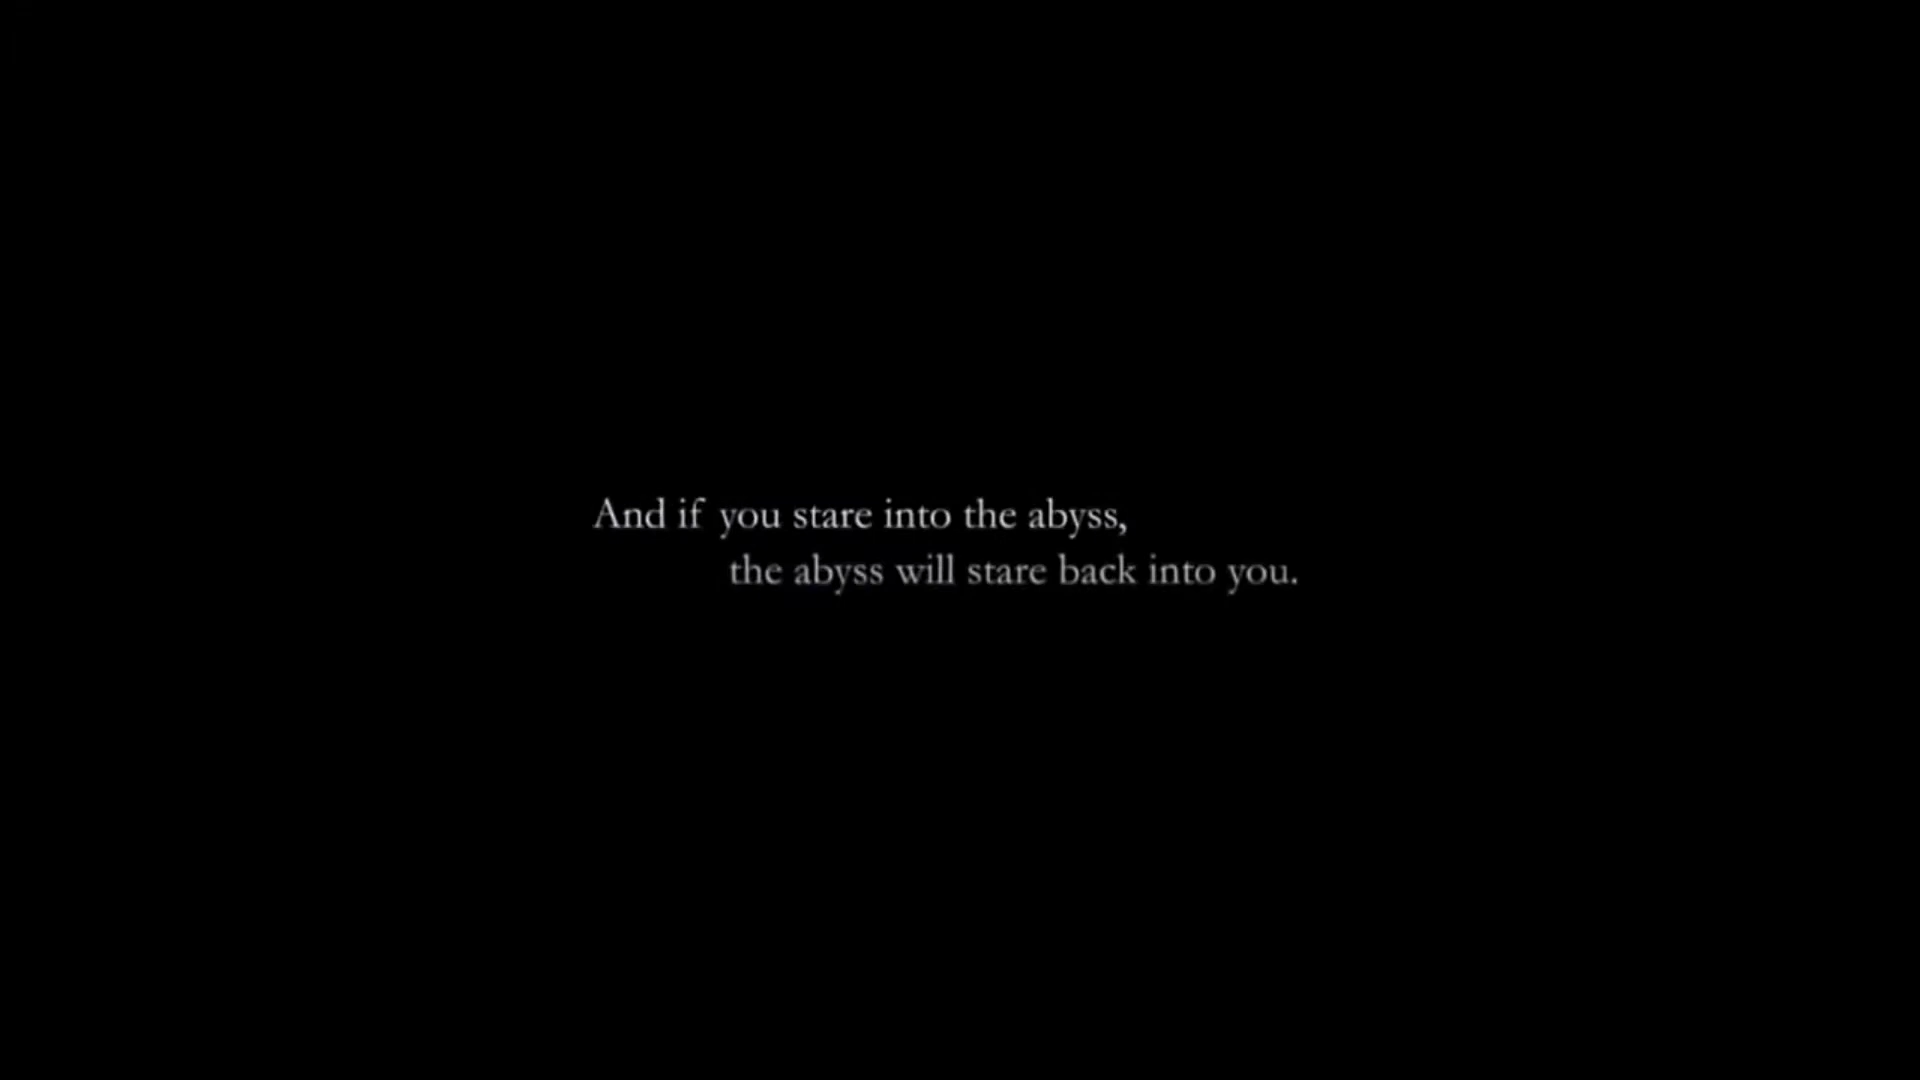 And if you stare into the abyss,
the abyss will stare back into you.